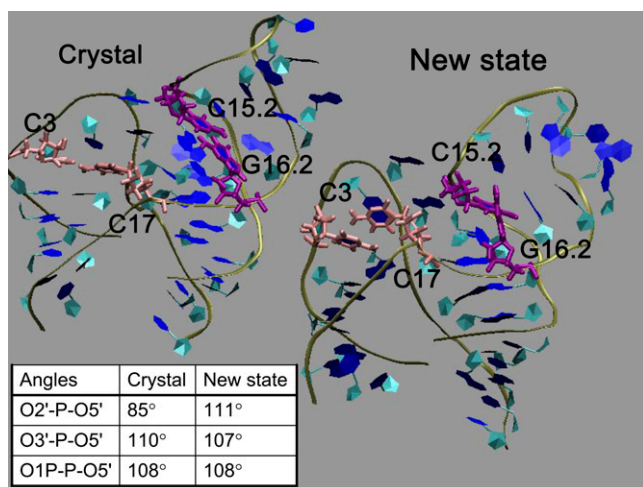 Crystal
New state
C15.2
C3
G16.2
C17
C15.2
C3
G16.2
C17
Angles Crystal New state
O2'-P-O5' 85° 111°
O3'-P-O5' 110° 107°
O1P-P-O5' 108° 108°